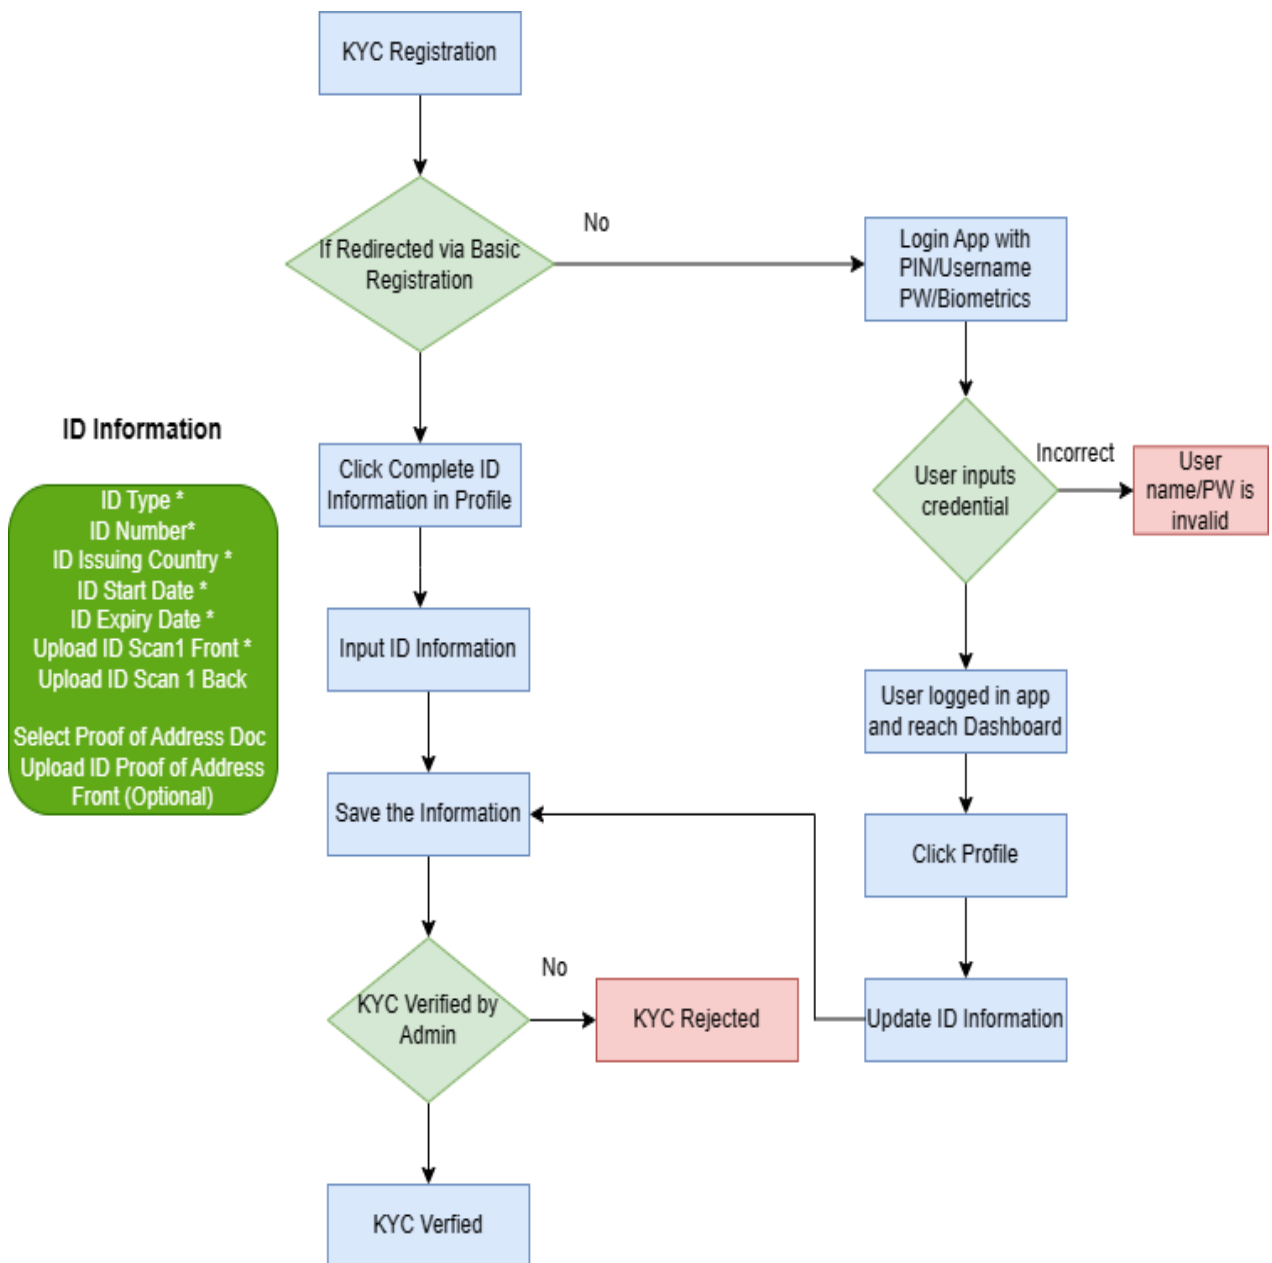 KYC Registration
If Redirected via Basic
Registration
No
Login App with
PIN/Username
PW/Biometrics
ID Information
ID Type *
ID Number*
ID Issuing Country *
ID Start Date *
ID Expiry Date *
Upload ID Scan1 Front *
Upload ID Scan 1 Back
Select Proof of Address Doc
Upload ID Proof of Address
Front (Optional)
Click Complete ID
Information in Profile
User inputs
credential
Incorrect
User
name/PW is
invalid
Input ID Information
User logged in app
and reach Dashboard
Save the Information
Click Profile
KYC Verified by
Admin
No
KYC Rejected
Update ID Information
KYC Verfied